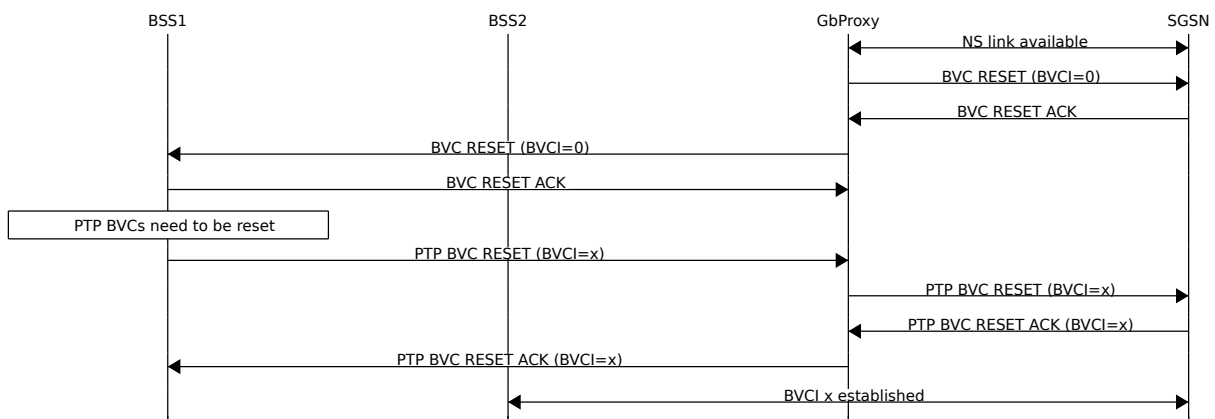 BSS1 BSS2 GbProxy SGSN
NS link available
BVC RESET (BVCI=0)
BVC RESET ACK
BVC RESET (BVCI=0)
BVC RESET ACK
PTP BVCs need to be reset
PTP BVC RESET (BVCI=x)
PTP BVC RESET (BVCI=x)
PTP BVC RESET ACK (BVCI=x)
PTP BVC RESET ACK (BVCI=x)
BVCI x established